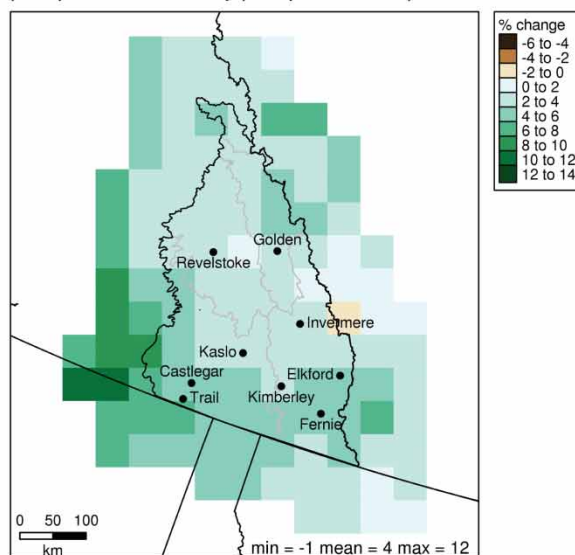 % change
-6 to -4
-4 to -2
-2 to 0
0 to 2
2 to 4
4 to 6
6 to 8
8 to 10
10 to 12
12 to 14
Golden
Revelstoke
Invermere
Kaslo
Castlegar
Elkford
Trail
Kimberley
Fernie
0 50 100
km
min = -1 mean = 4 max = 12